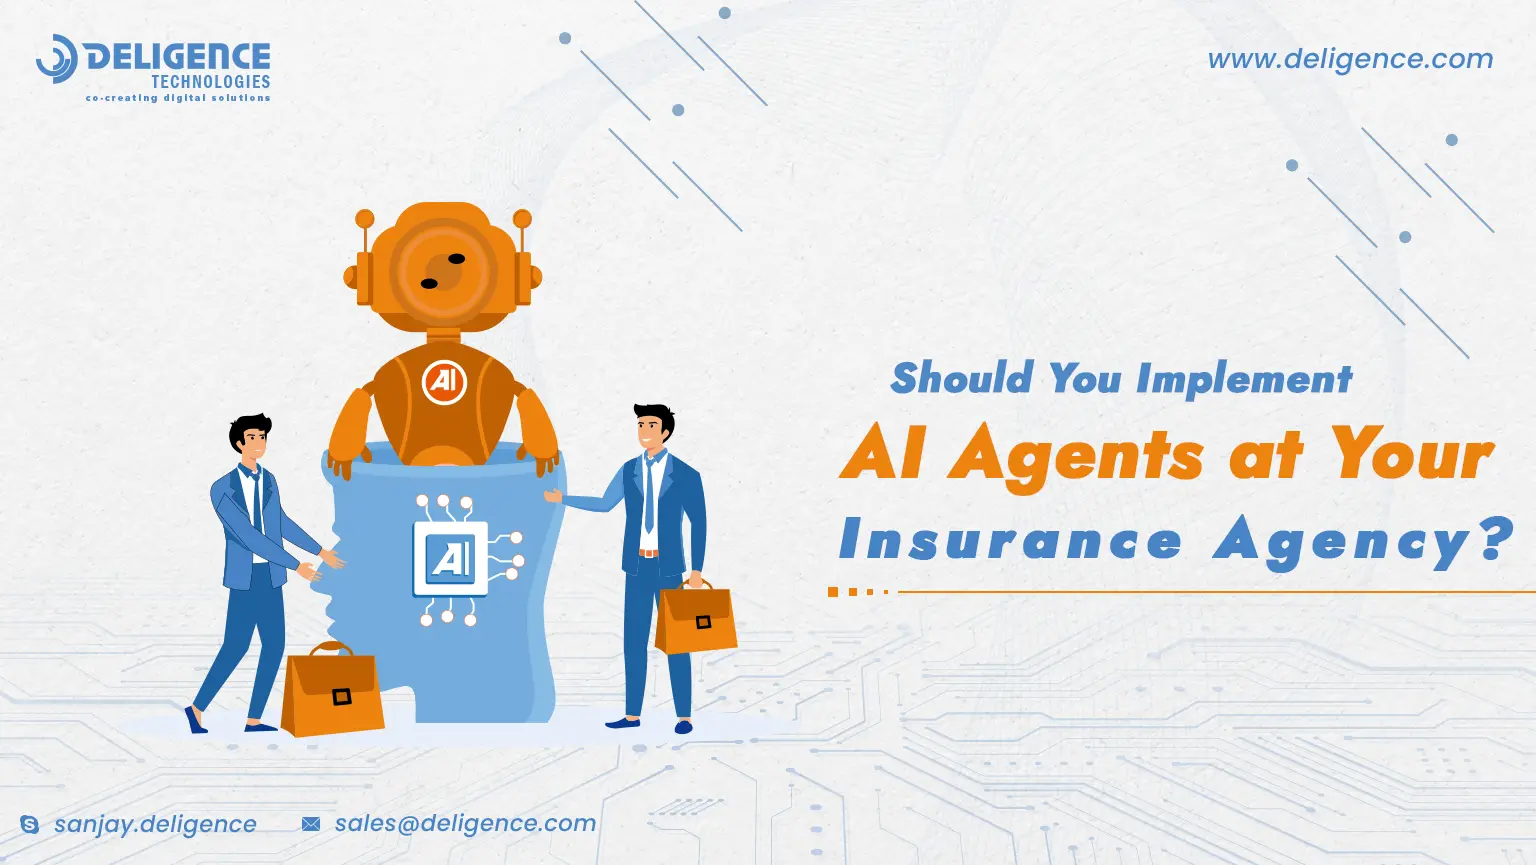 DELIGENCE
TECHNOLOGIES
co-creating digital solutions
www.deligence.com
AI
AI
Should You Implement
AI Agents at Your
Insurance Agency?
sanjay.deligence
sales@deligence.com